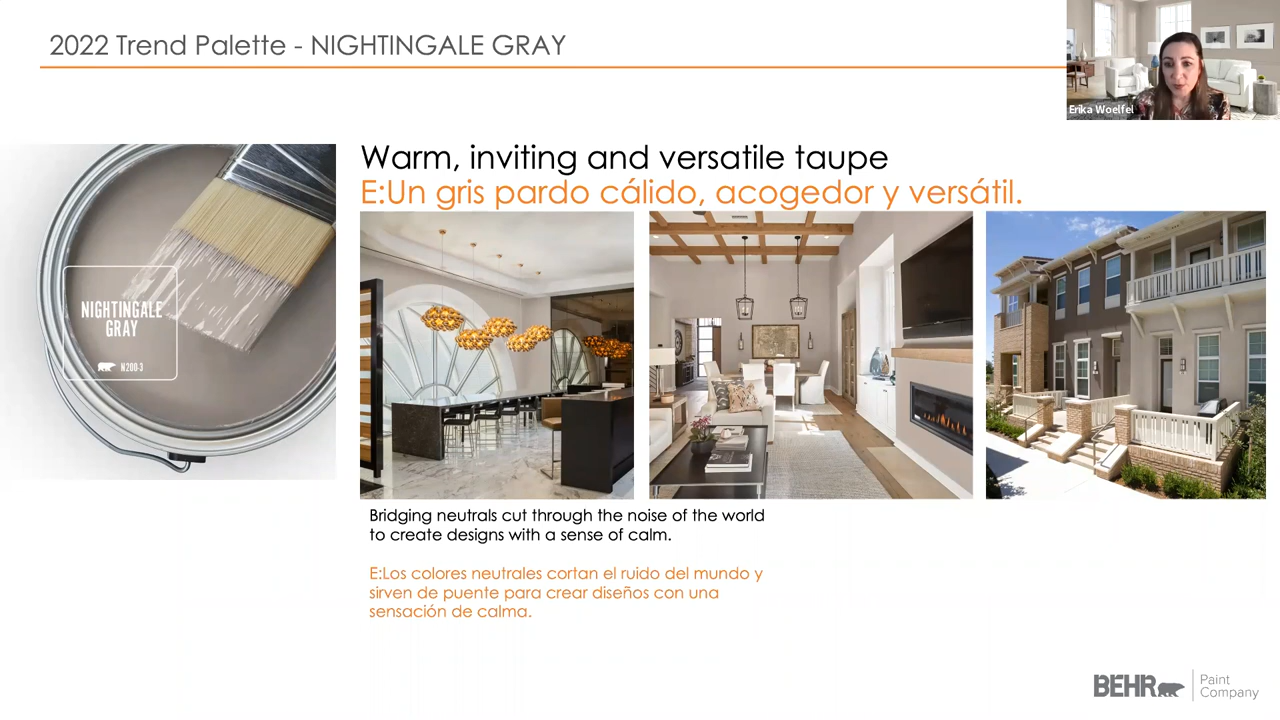 2022 Trend Palette - NIGHTINGALE GRAY
Erika Woelfel
Warm, inviting and versatile taupe
E:Un gris pardo cálido, acogedor y versátil.
NIGHTINGALE
GRAY
N200-3
Bridging neutrals cut through the noise of the world
to create designs with a sense of calm.
E:Los colores neutrales cortan el ruido del mundo y
sirven de puente para crear diseños con una
sensación de calma.
BEHR
Paint
Company